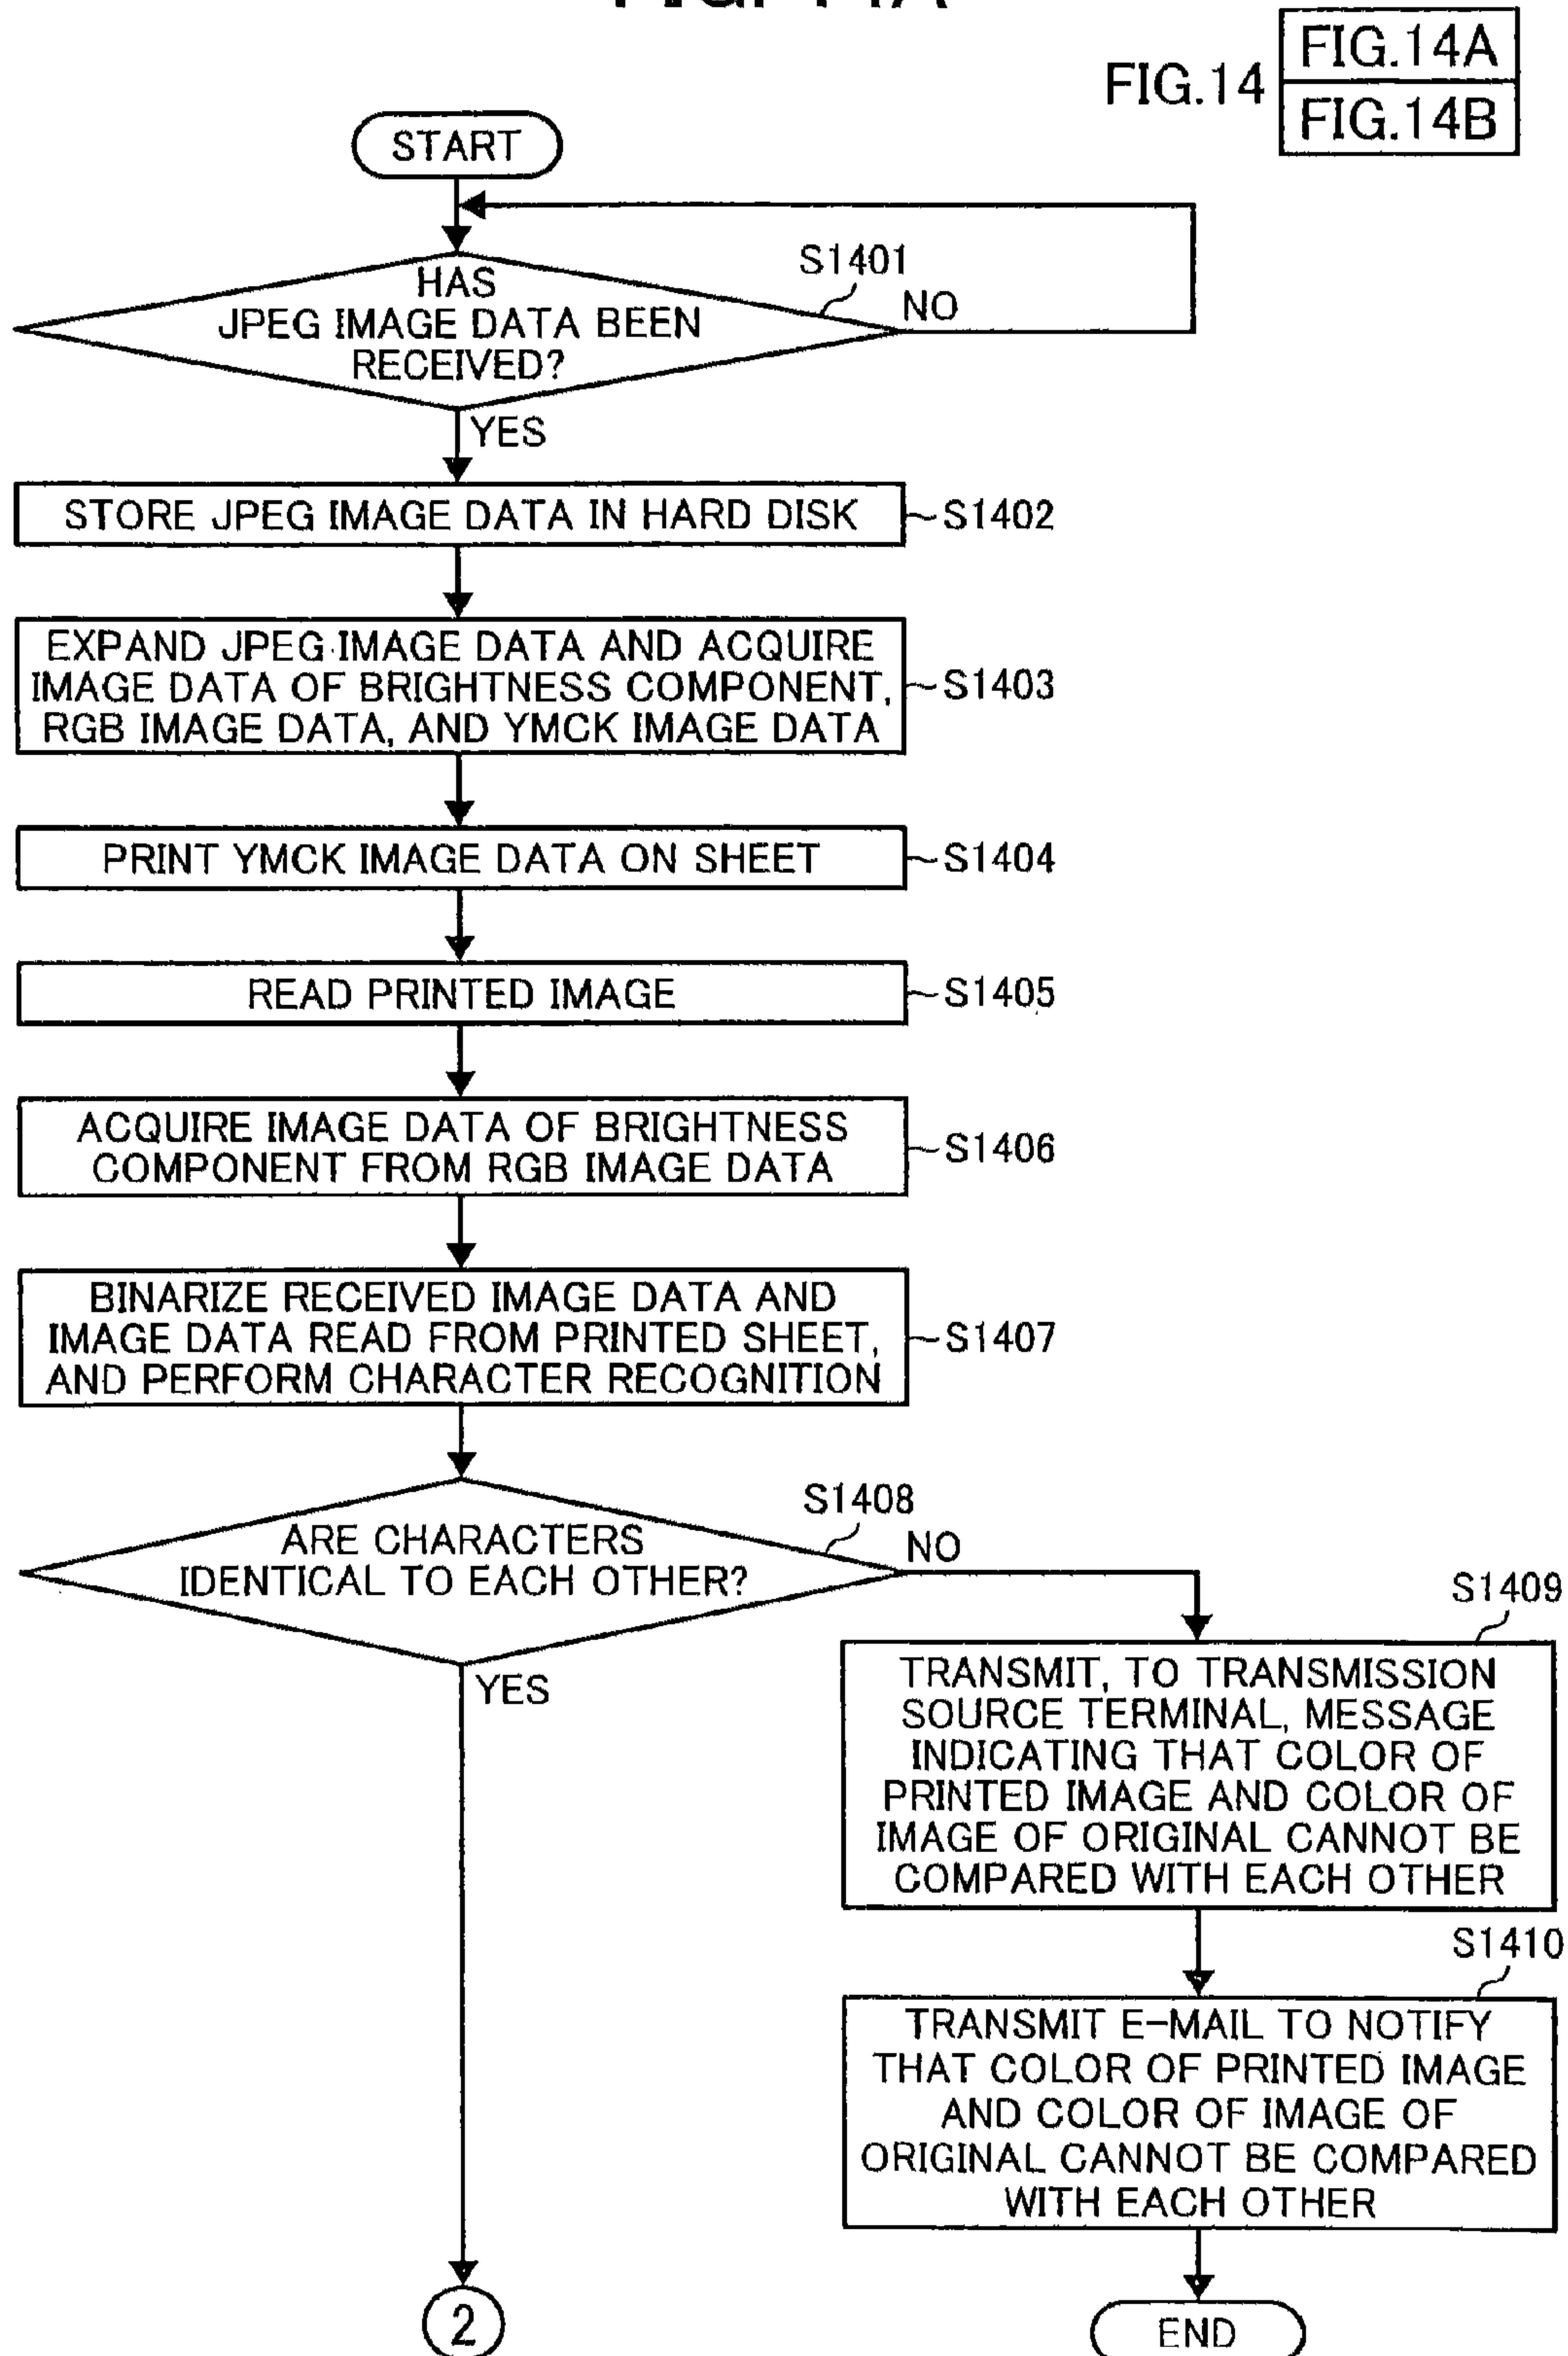 FIG. 14A
FIG.14
FIG.14A
FIG.14B
START
HAS
JPEG IMAGE DATA BEEN
RECEIVED?
S1401
NO
YES
STORE JPEG IMAGE DATA IN HARD DISK
S1402
EXPAND JPEG IMAGE DATA AND ACQUIRE
IMAGE DATA OF BRIGHTNESS COMPONENT,
RGB IMAGE DATA, AND YMCK IMAGE DATA
S1403
PRINT YMCK IMAGE DATA ON SHEET
S1404
READ PRINTED IMAGE
S1405
ACQUIRE IMAGE DATA OF BRIGHTNESS
COMPONENT FROM RGB IMAGE DATA
S1406
BINARIZE RECEIVED IMAGE DATA AND
IMAGE DATA READ FROM PRINTED SHEET,
AND PERFORM CHARACTER RECOGNITION
S1407
ARE CHARACTERS
IDENTICAL TO EACH OTHER?
S1408
NO
YES
S1409
TRANSMIT, TO TRANSMISSION
SOURCE TERMINAL, MESSAGE
INDICATING THAT COLOR OF
PRINTED IMAGE AND COLOR OF
IMAGE OF ORIGINAL CANNOT BE
COMPARED WITH EACH OTHER
S1410
TRANSMIT E-MAIL TO NOTIFY
THAT COLOR OF PRINTED IMAGE
AND COLOR OF IMAGE OF
ORIGINAL CANNOT BE COMPARED
WITH EACH OTHER
2
END